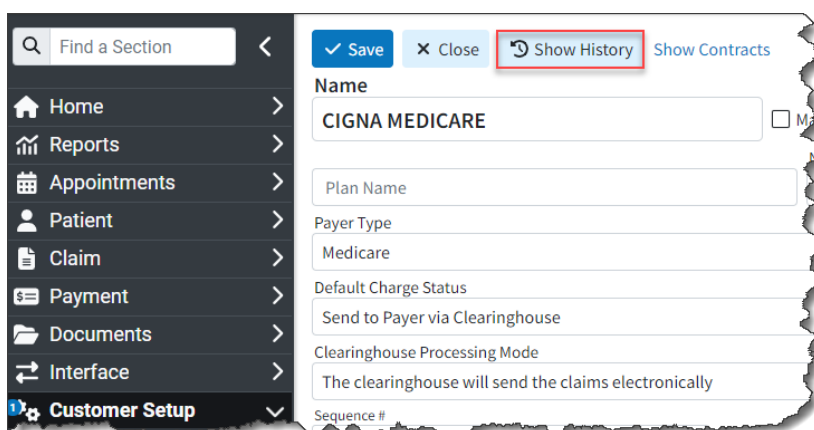 Find a Section
Home
Reports
Appointments
Patient
Claim
Payment
Documents
Interface
1
Customer Setup
Save Close Show History Show Contracts
Name
CIGNA MEDICARE
Plan Name
Payer Type
Medicare
Default Charge Status
Send to Payer via Clearinghouse
Clearinghouse Processing Mode
The clearinghouse will send the claims electronically
Sequence #